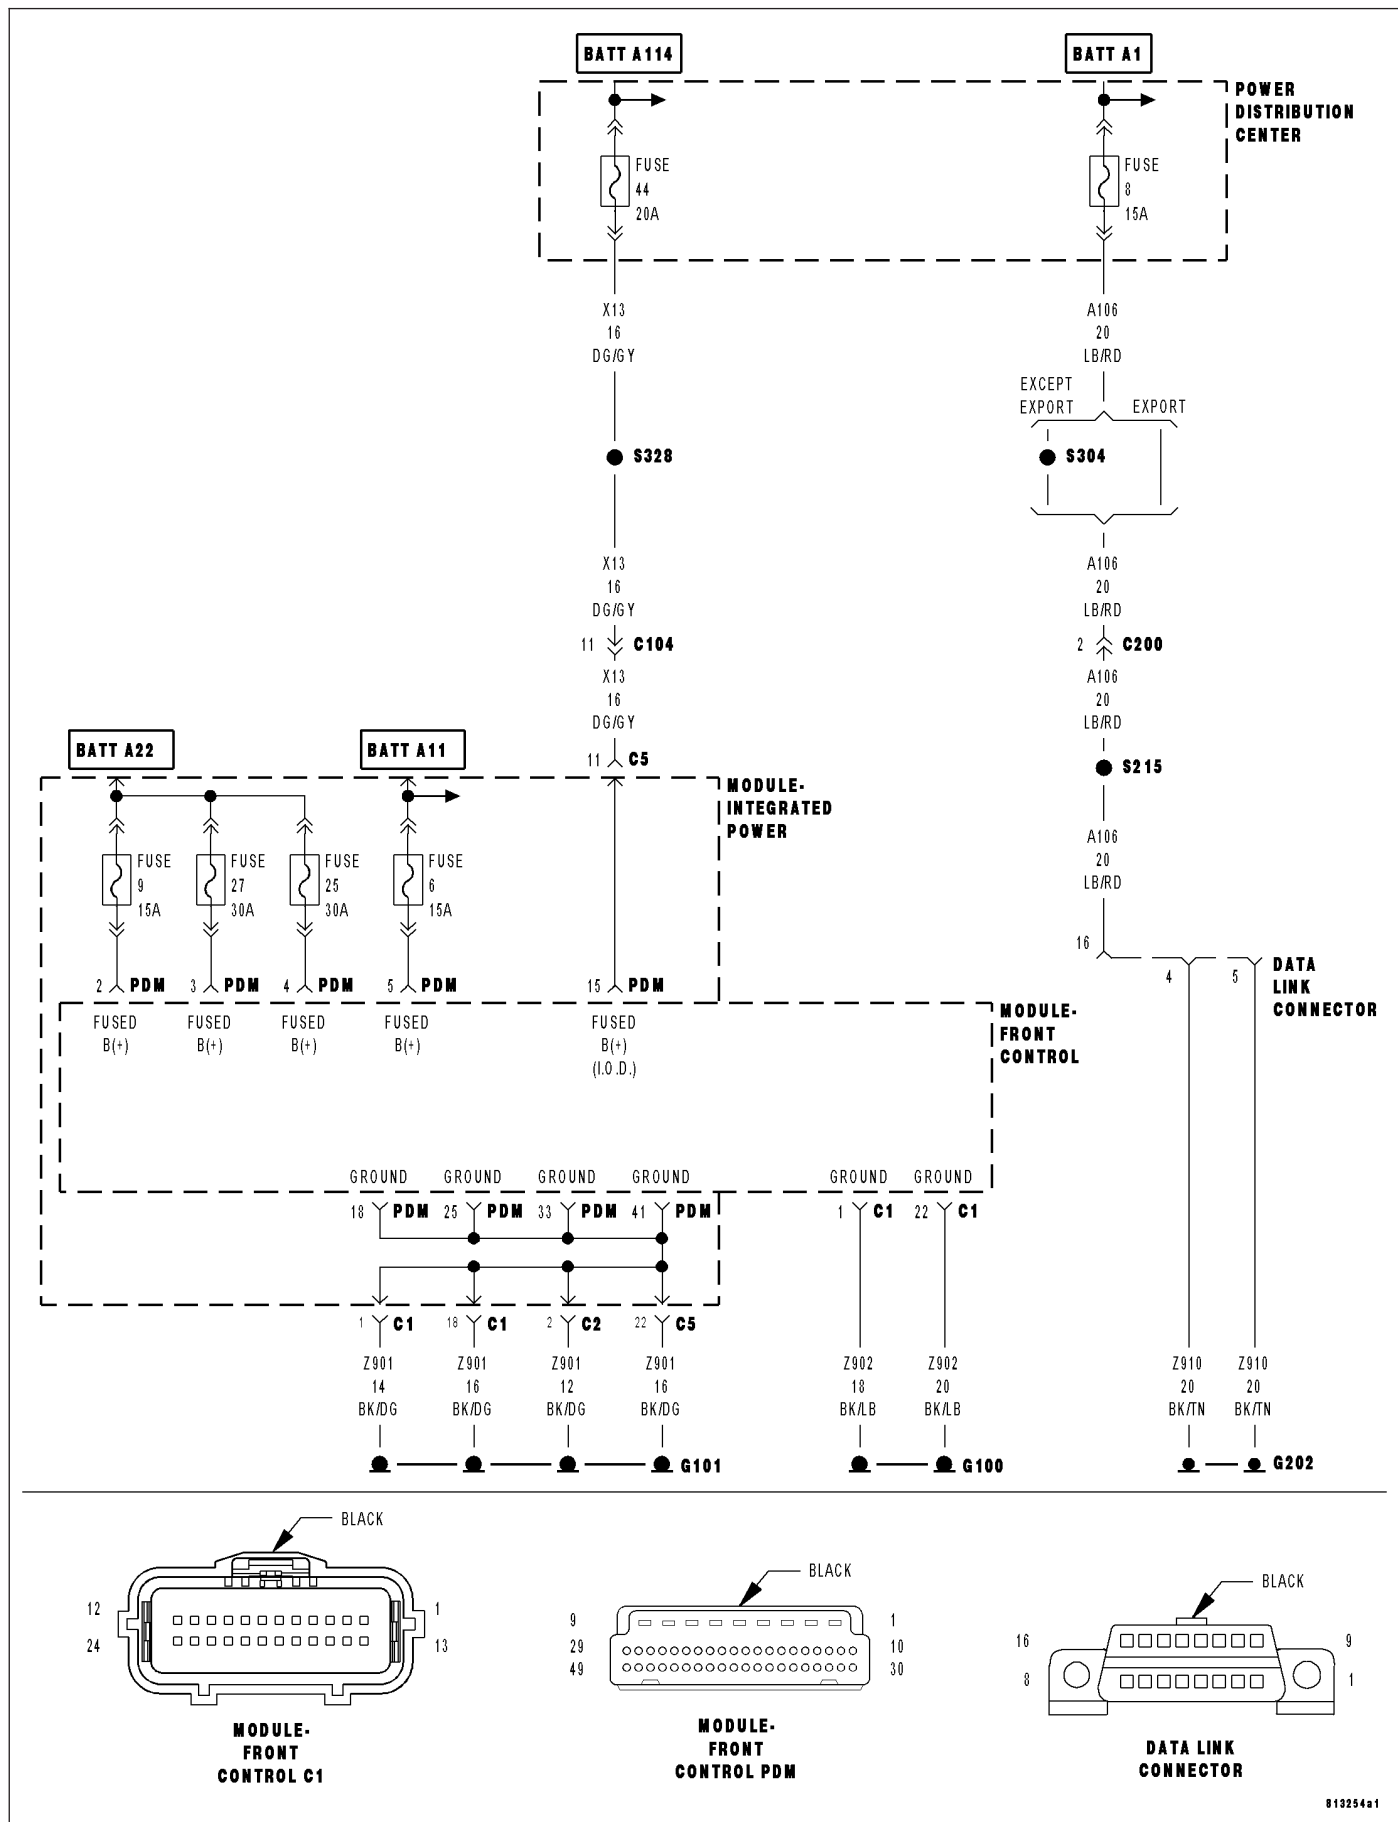 BATT A114
BATT A1
POWER
DISTRIBUTION
CENTER
FUSE
44
20A
FUSE
8
15A
X13
16
DG/GY
A106
20
LB/RD
EXCEPT
EXPORT
EXPORT
S328
S304
X13
16
DG/GY
A106
20
LB/RD
11
C104
2
C200
X13
16
DG/GY
A106
20
LB/RD
BATT A22
BATT A11
11
C5
S215
MODULE-
INTEGRATED
POWER
A106
20
LB/RD
FUSE
9
15A
FUSE
27
30A
FUSE
25
30A
FUSE
6
15A
16
4
5
DATA
LINK
CONNECTOR
2 PDM
3 PDM
4 PDM
5 PDM
15 PDM
FUSED
B(+)
FUSED
B(+)
FUSED
B(+)
FUSED
B(+)
FUSED
B(+)
(I.O.D.)
MODULE-
FRONT
CONTROL
GROUND
GROUND
GROUND
GROUND
GROUND
GROUND
18 PDM
25 PDM
33 PDM
41 PDM
1 C1
22 C1
1 C1
18 C1
2 C2
22 C5
Z901
14
BK/DG
Z901
16
BK/DG
Z901
12
BK/DG
Z901
16
BK/DG
Z902
18
BK/LB
Z902
20
BK/LB
Z910
20
BK/TN
Z910
20
BK/TN
G101
G100
G202
BLACK
12
1
24
13
MODULE-
FRONT
CONTROL C1
BLACK
9
1
29
10
49
30
MODULE-
FRONT
CONTROL PDM
BLACK
16
9
8
1
DATA LINK
CONNECTOR
813254a1